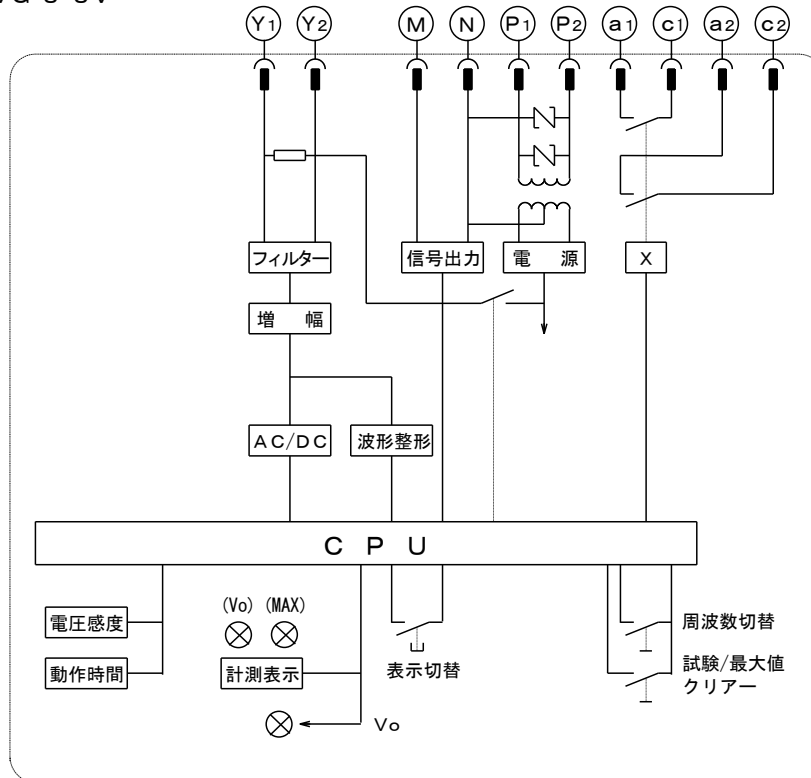 Y1 Y2 M N P1 P2 a1 c1 a2 c2
フィルター 信号出力 電 源 X
増 幅
AC/DC 波形整形
CPU
(Vo) (MAX)
電圧感度
動作時間
計測表示
表示切替
周波数切替
試験/最大値
クリアー
Vo